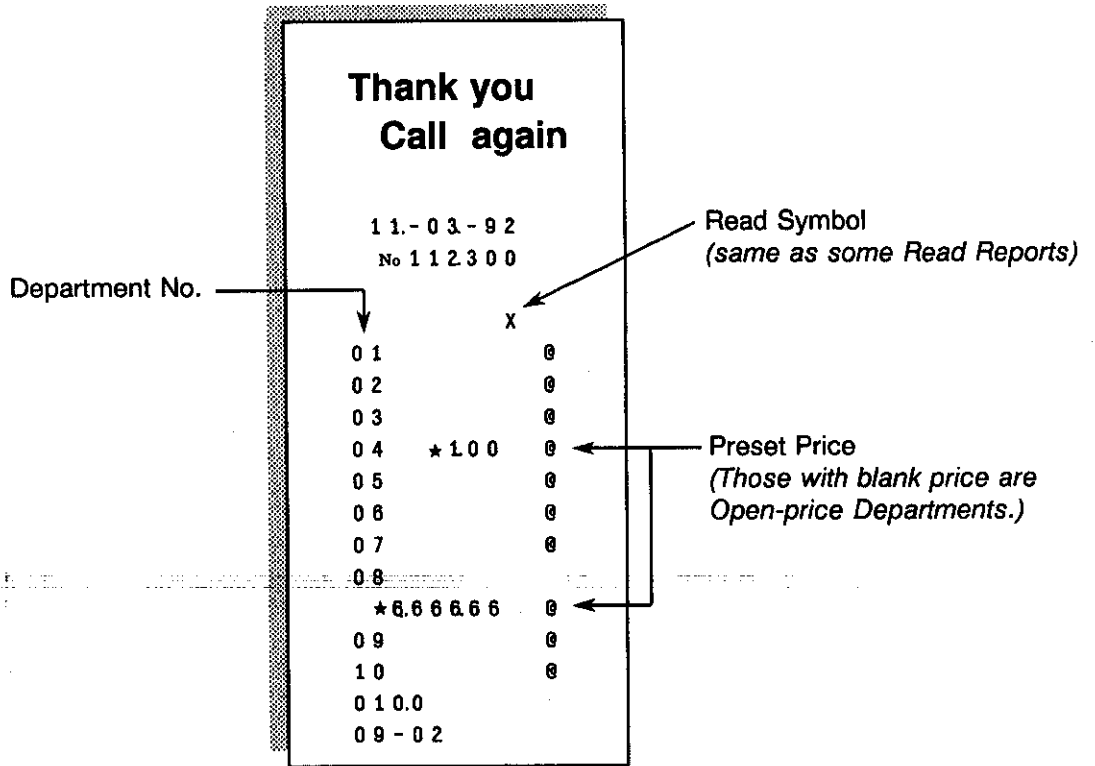 Thank you
Call again
11.-03.-92
No 112300
Read Symbol
(same as some Read Reports)
Department No.
X
01 @
02 @
03 @
04 ★1.00 @
Preset Price
(Those with blank price are
Open-price Departments.)
05 @
06 @
07 @
08
★6,666.66 @
09 @
10 @
010.0
09-02